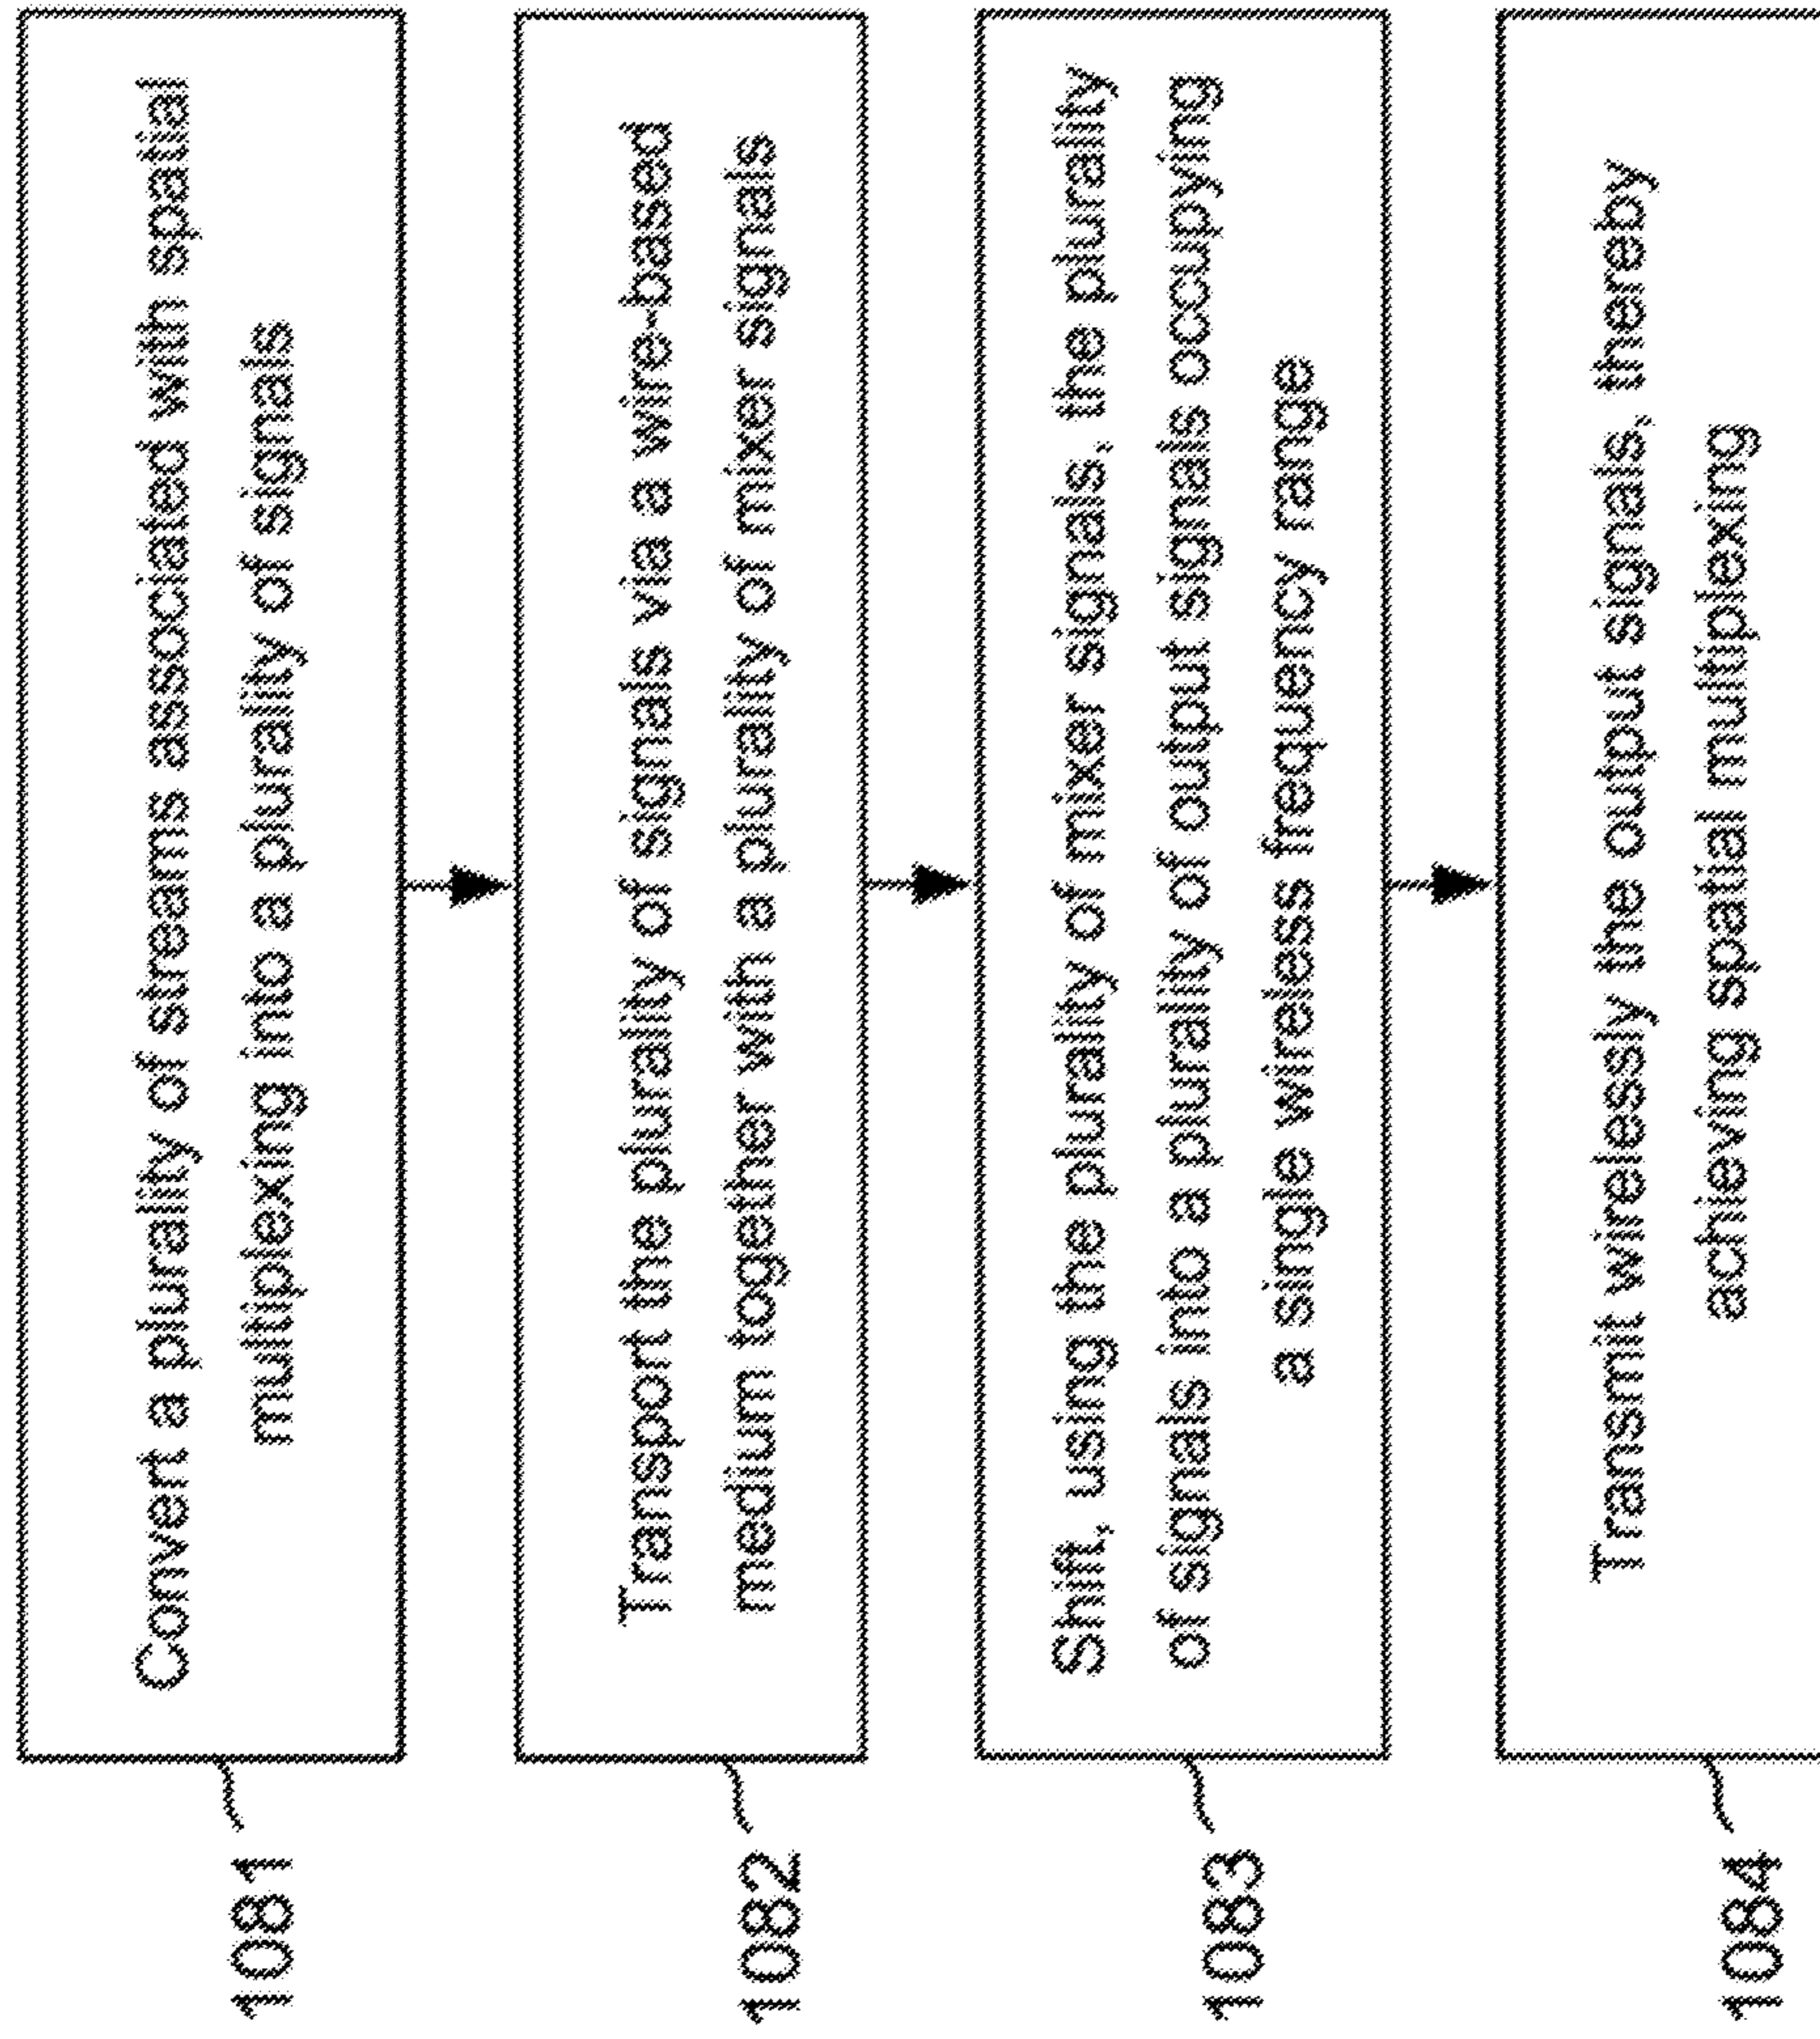 1081
Convert a plurality of streams associated with spatial
multiplexing into a plurality of signals
1082
Transport the plurality of signals via a wire-based
medium together with a plurality of mixer signals
1083
Shift, using the plurality of mixer signals, the plurality
of signals into a plurality of output signals occupying
a single wireless frequency range
1084
Transmit wirelessly the output signals, thereby
achieving spatial multiplexing